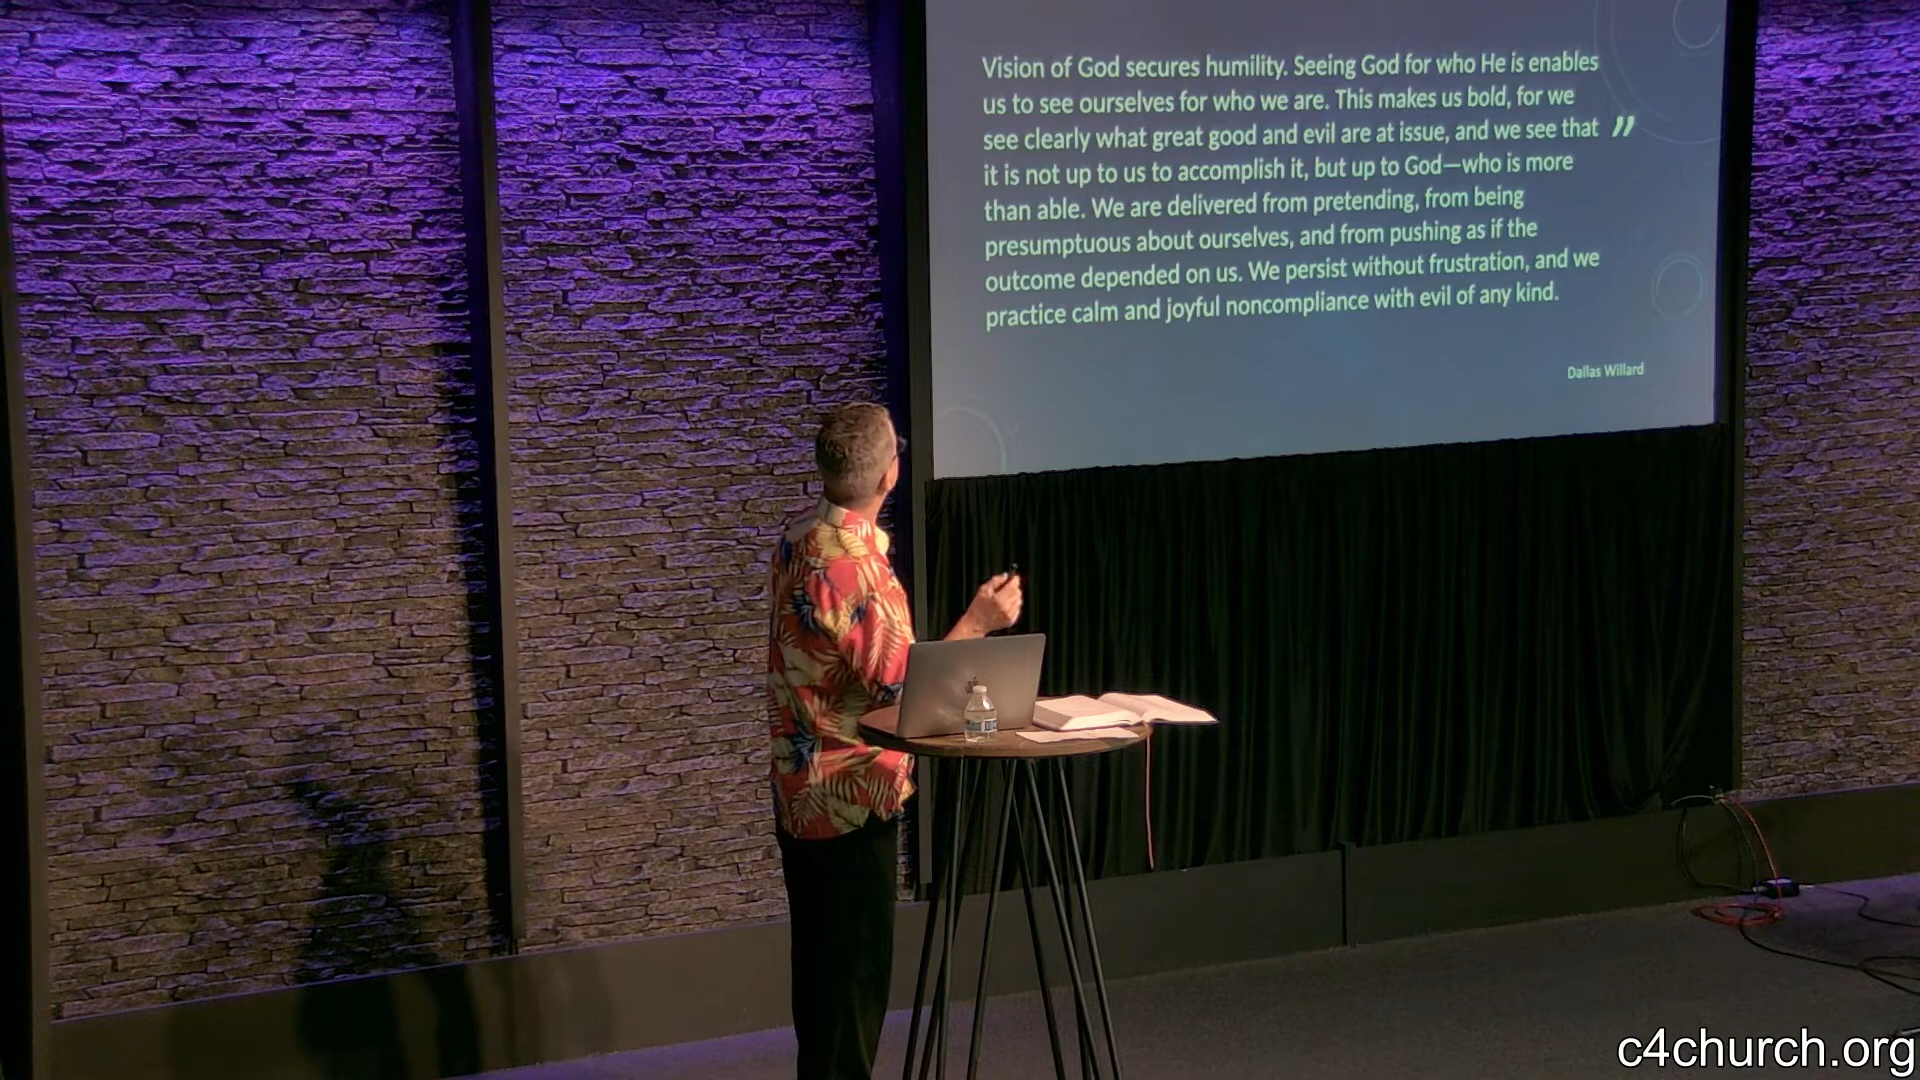 Vision of God secures humility. Seeing God for who He is enables
us to see ourselves for who we are. This makes us bold, for we
see clearly what great good and evil are at issue, and we see that ”
it is not up to us to accomplish it, but up to God—who is more
than able. We are delivered from pretending, from being
presumptuous about ourselves, and from pushing as if the
outcome depended on us. We persist without frustration, and we
practice calm and joyful noncompliance with evil of any kind.
Dallas Willard
c4church.org